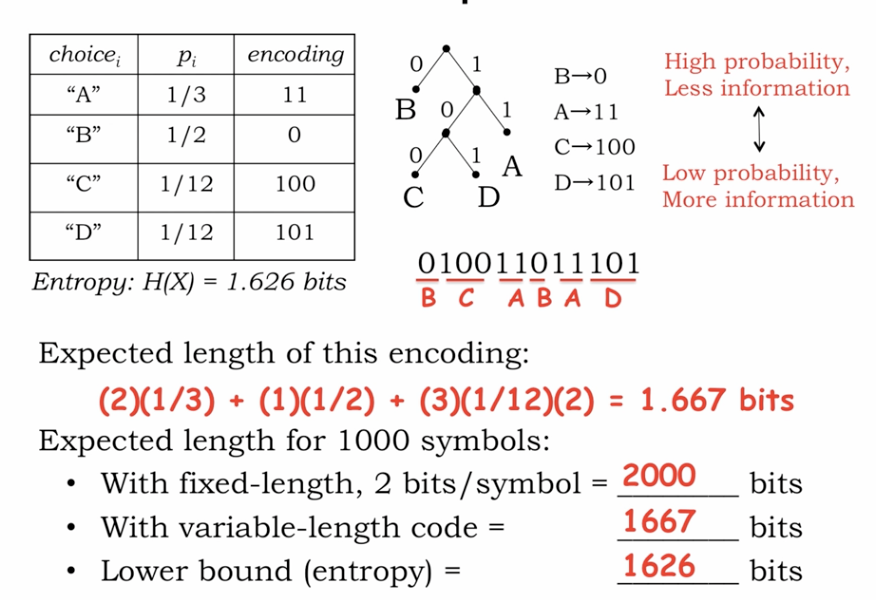 choiceᵢ pᵢ encoding
“A” 1/3 11
“B” 1/2 0
“C” 1/12 100
“D” 1/12 101
Entropy: H(X) = 1.626 bits
0 1
B 0 1
0 1 A
C D
B→0
A→11
C→100
D→101
High probability,
Less information
Low probability,
More information
010011011101
B C A B A D
Expected length of this encoding:
(2)(1/3) + (1)(1/2) + (3)(1/12)(2) = 1.667 bits
Expected length for 1000 symbols:
• With fixed-length, 2 bits/symbol = 2000 bits
• With variable-length code = 1667 bits
• Lower bound (entropy) = 1626 bits